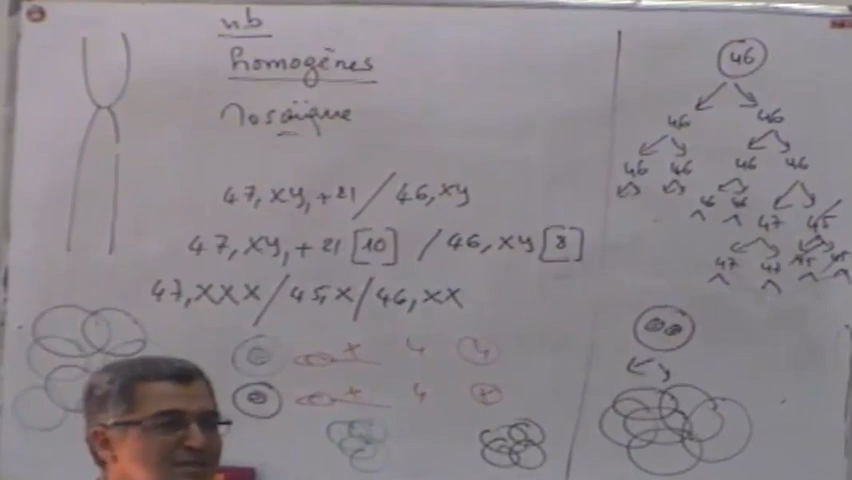 nb
homogènes
Mosaïque
47, XY, +21 / 46, XY
47, XY, +21 [10] / 46, XY [8]
47, XXX / 45, X / 46, XX
46
46 46
46 46 46 46
46 46 47 45
47 47 45 45